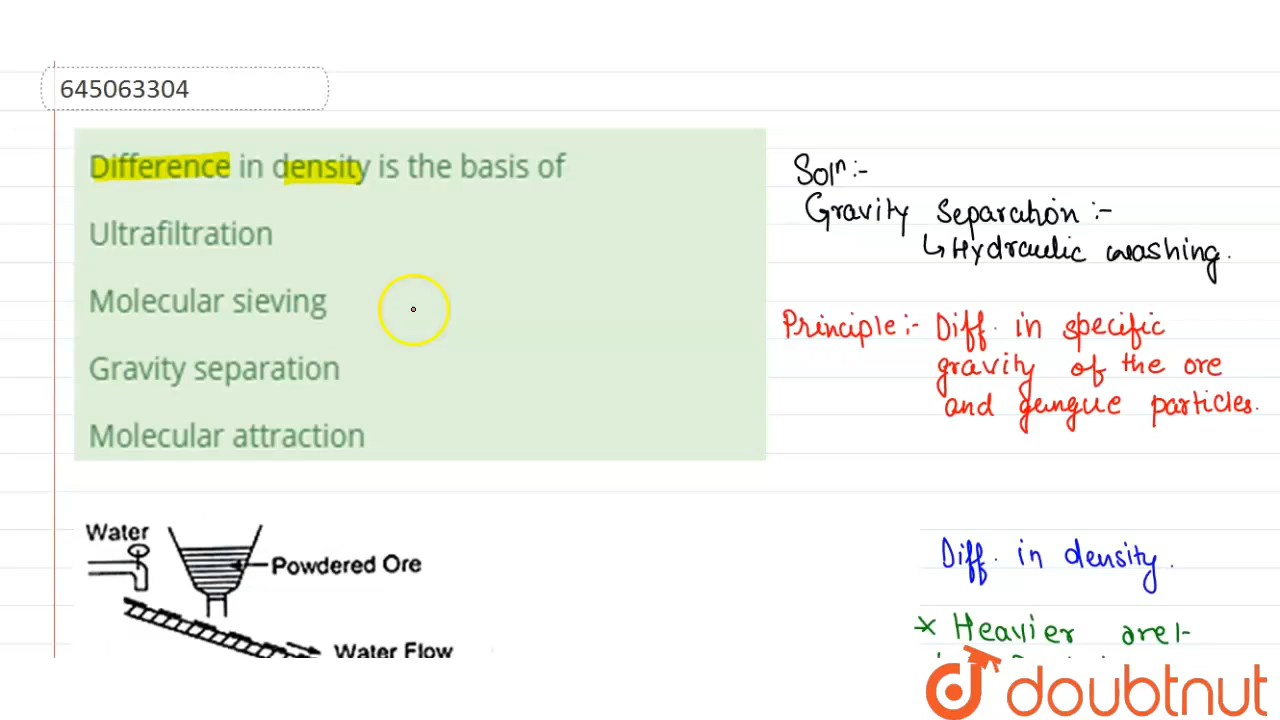 645063304
Difference in density is the basis of
Ultrafiltration
Molecular sieving
Gravity separation
Molecular attraction
Solⁿ:-
Gravity Separation:-
↳Hydraulic washing.
Principle:- Diff. in specific
gravity of the ore
and gungue particles.
Water
Powdered Ore
Water Flow
Diff. in density.
* Heavier ore
doubtnut